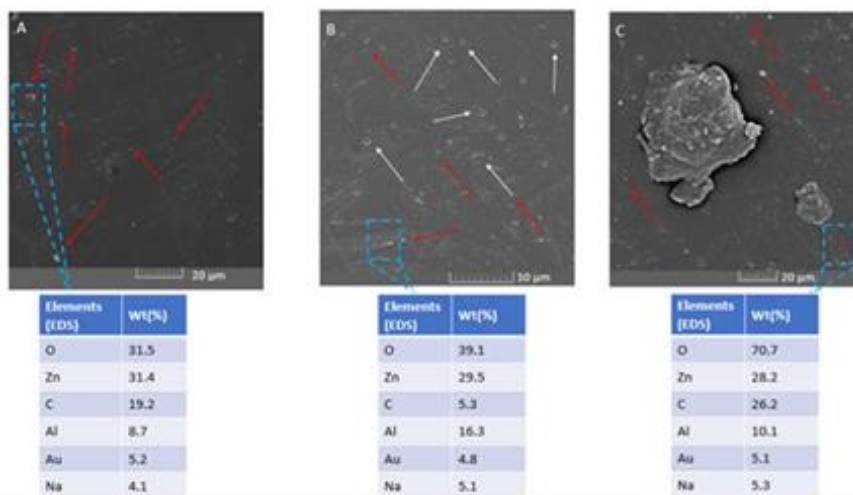 A
B
C
20 μm
10 μm
20 μm
Elements (EDS) Wt(%)
O 31.5
Zn 31.4
C 19.2
Al 8.7
Au 5.2
Na 4.1
Elements (EDS) Wt(%)
O 39.1
Zn 29.5
C 5.3
Al 16.3
Au 4.8
Na 5.1
Elements (EDS) Wt(%)
O 70.7
Zn 28.2
C 26.2
Al 10.1
Au 5.1
Na 5.3